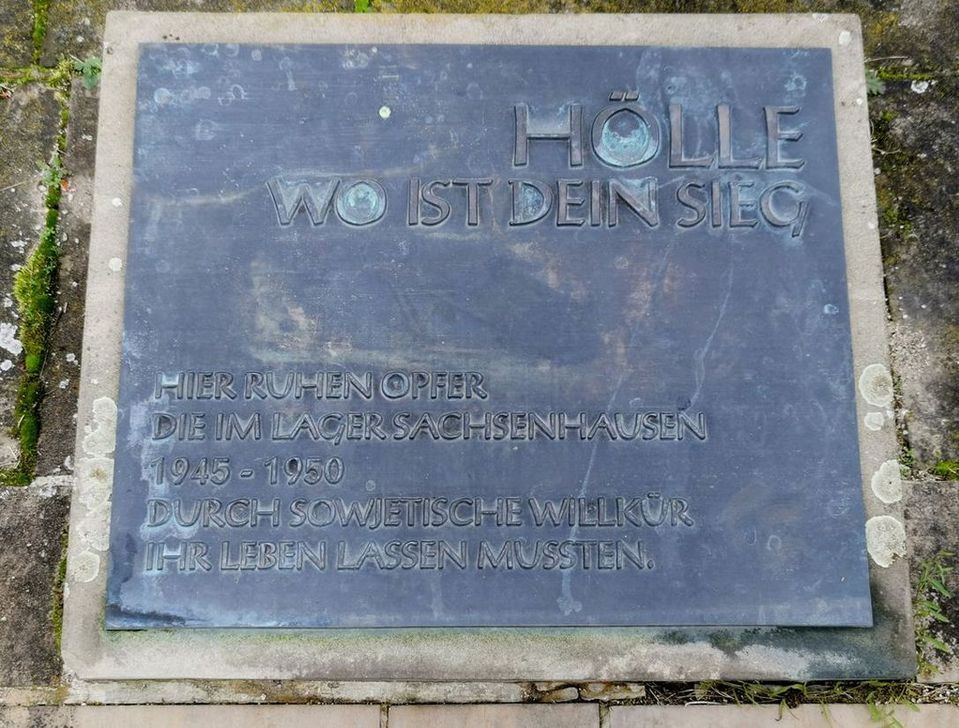 HÖLLE
WO IST DEIN SIEG
HIER RUHEN OPFER
DIE IM LAGER SACHSENHAUSEN
1945 - 1950
DURCH SOWJETISCHE WILLKÜR
IHR LEBEN LASSEN MUSSTEN.